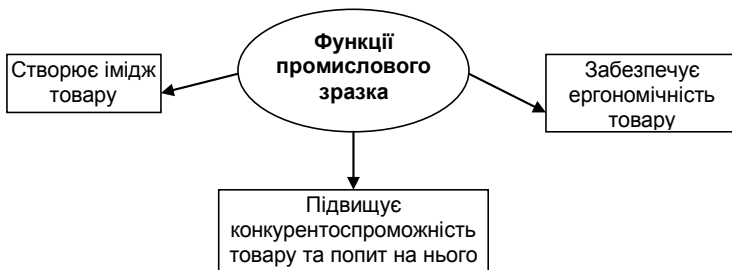 Функції
промислового
зразка
Створює імідж
товару
Забезпечує
ергономічність
товару
Підвищує
конкурентоспроможність
товару та попит на нього